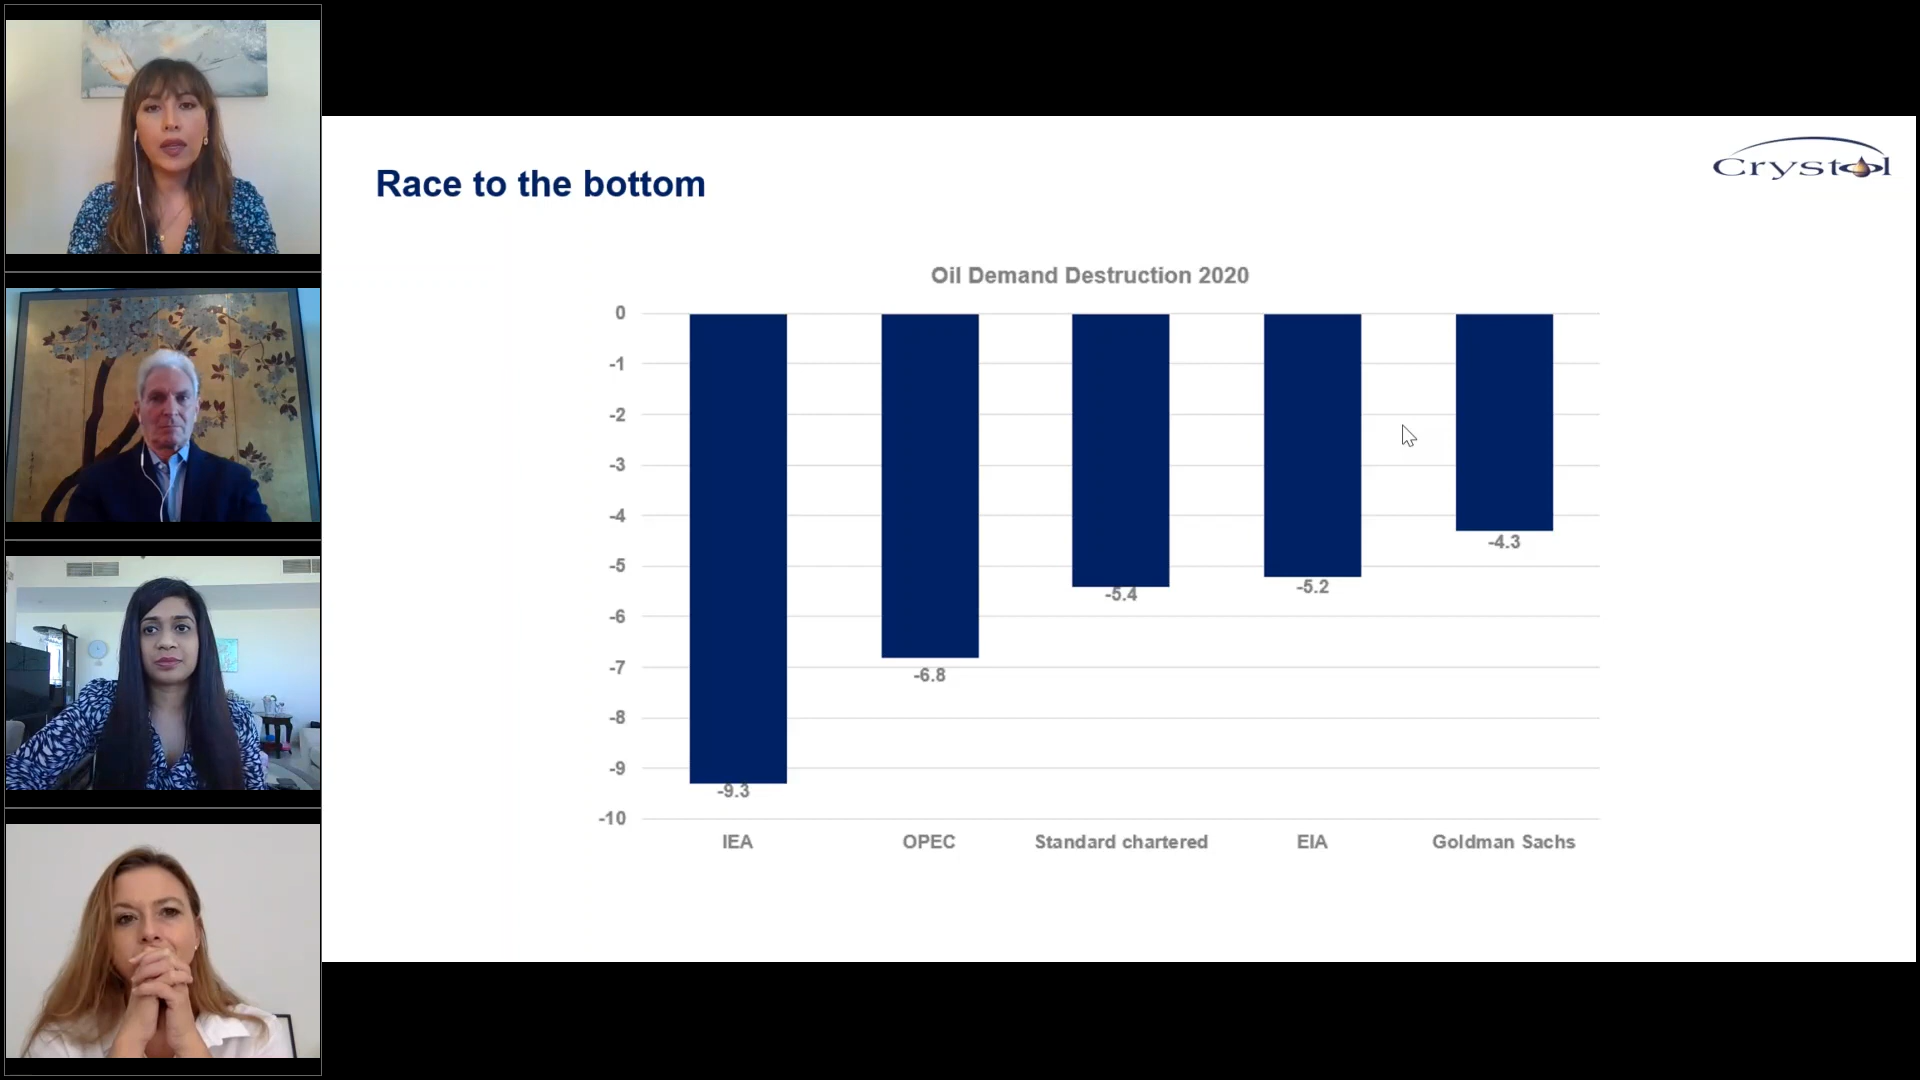 Crystol
Race to the bottom
Oil Demand Destruction 2020
0
-1
-2
-3
-4
-5
-6
-7
-8
-9
-10
-9.3
-6.8
-5.4
-5.2
-4.3
IEA
OPEC
Standard chartered
EIA
Goldman Sachs